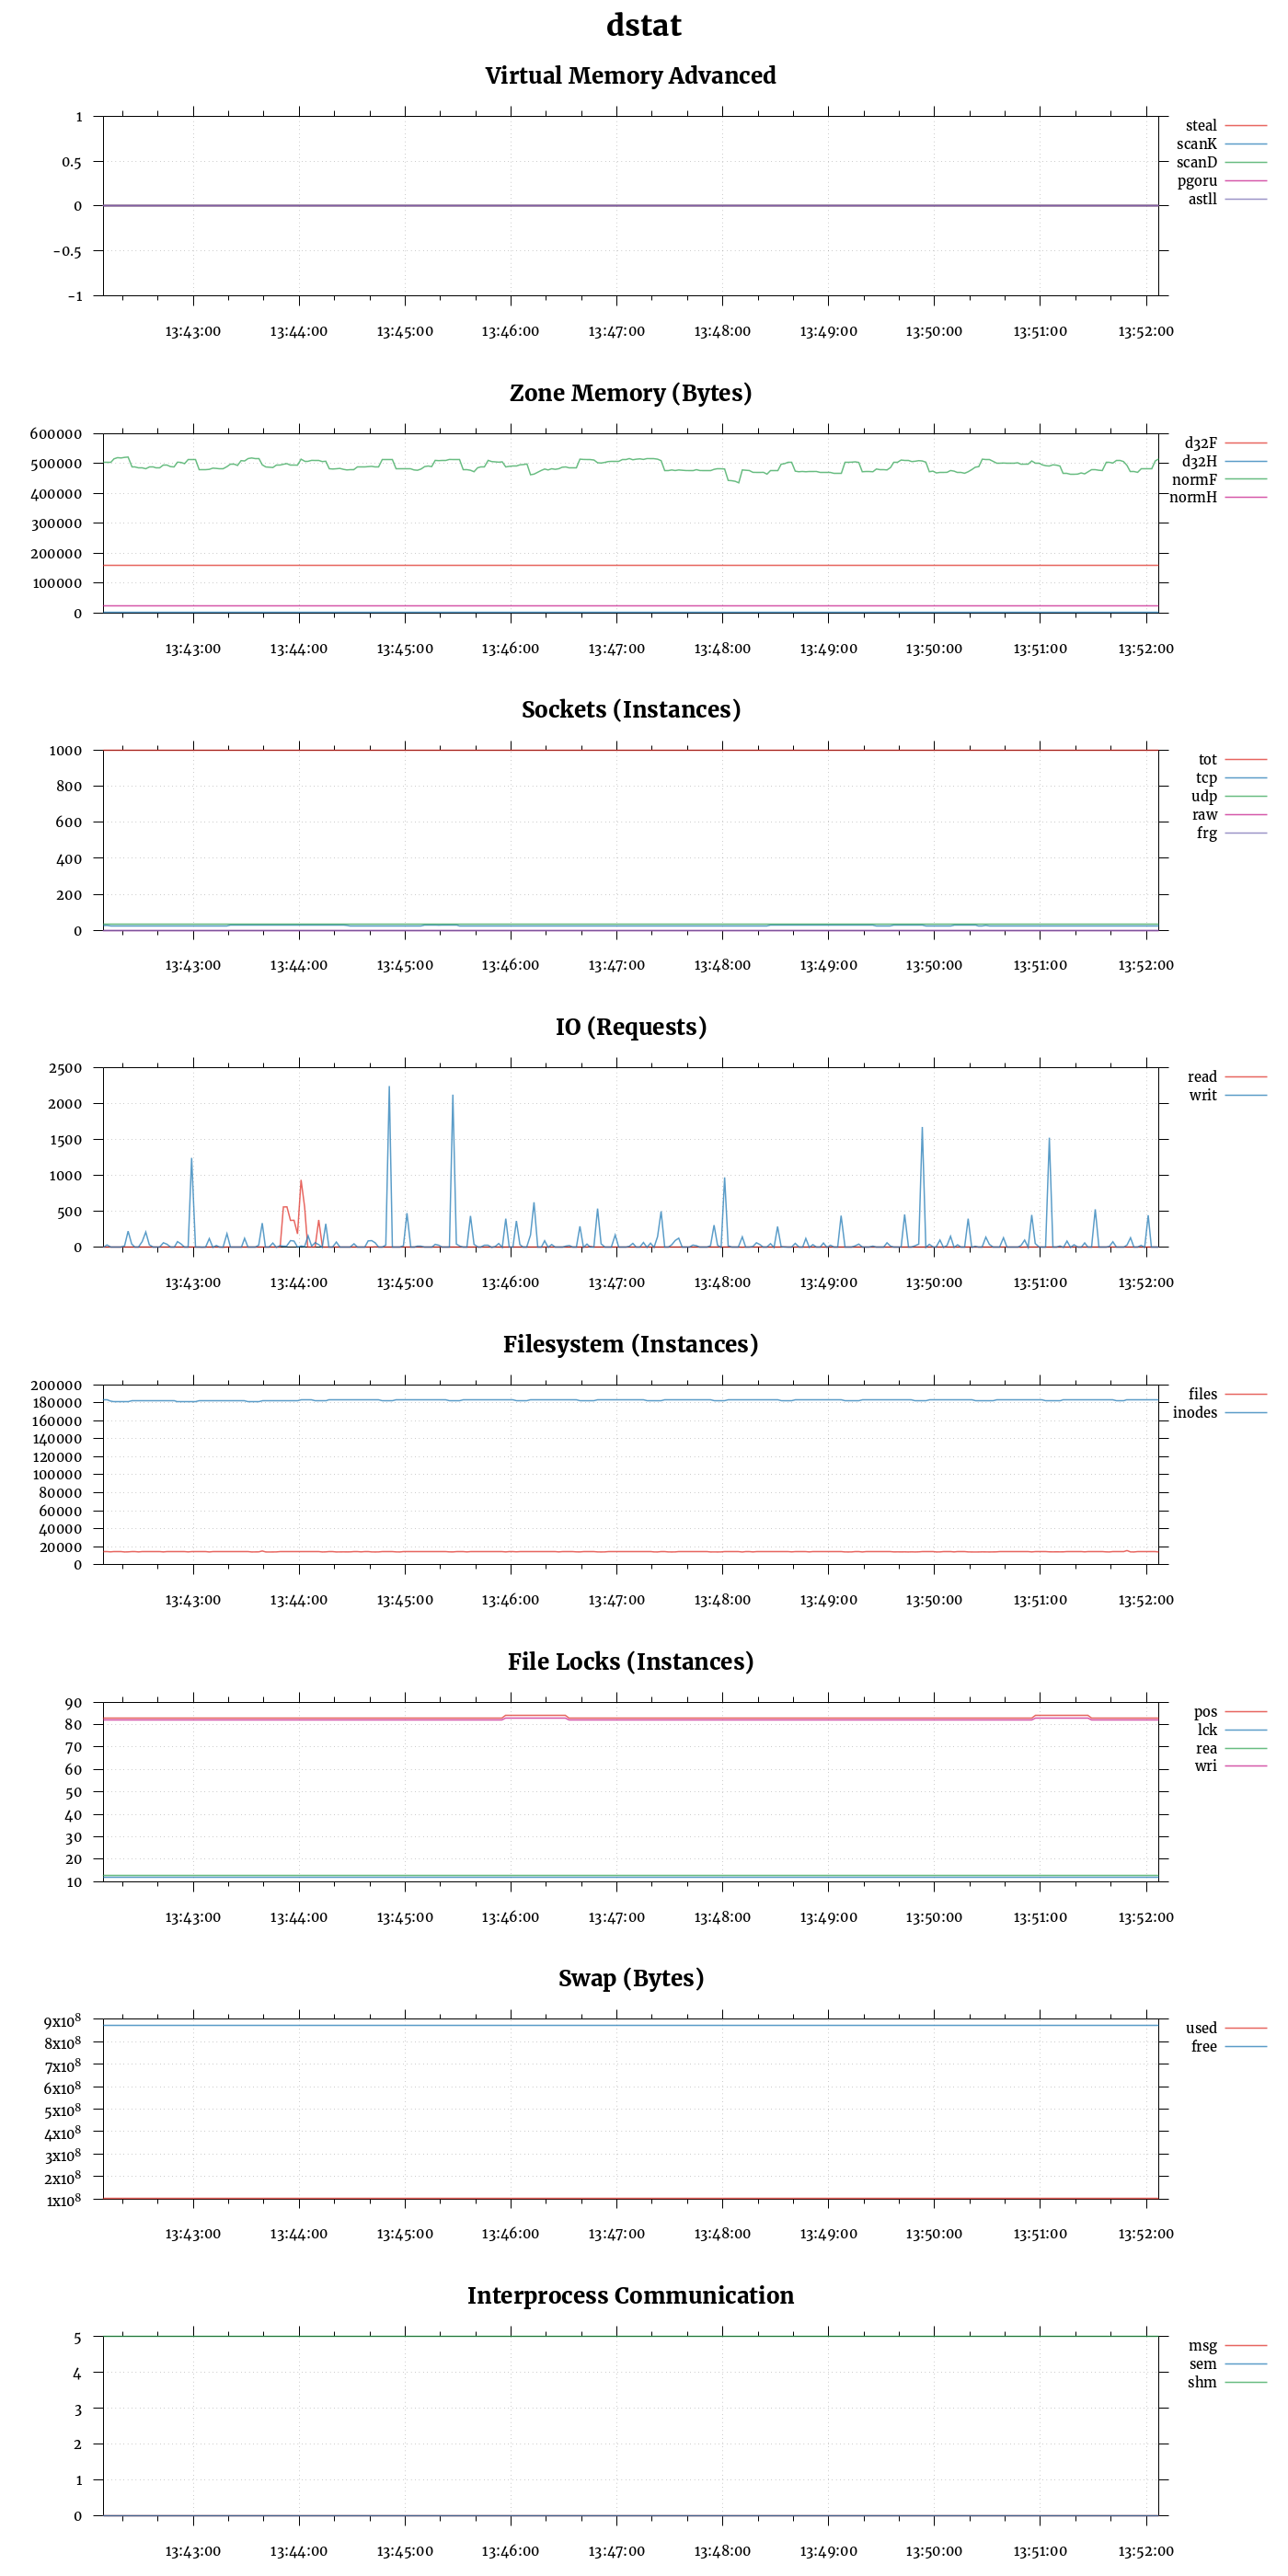 dstat
Virtual Memory Advanced
1
0.5
0
-0.5
-1
steal
scanK
scanD
pgoru
astll
13:43:00 13:44:00 13:45:00 13:46:00 13:47:00 13:48:00 13:49:00 13:50:00 13:51:00 13:52:00
Zone Memory (Bytes)
600000
500000
400000
300000
200000
100000
0
d32F
d32H
normF
normH
13:43:00 13:44:00 13:45:00 13:46:00 13:47:00 13:48:00 13:49:00 13:50:00 13:51:00 13:52:00
Sockets (Instances)
1000
800
600
400
200
0
tot
tcp
udp
raw
frg
13:43:00 13:44:00 13:45:00 13:46:00 13:47:00 13:48:00 13:49:00 13:50:00 13:51:00 13:52:00
IO (Requests)
2500
2000
1500
1000
500
0
read
writ
13:43:00 13:44:00 13:45:00 13:46:00 13:47:00 13:48:00 13:49:00 13:50:00 13:51:00 13:52:00
Filesystem (Instances)
200000
180000
160000
140000
120000
100000
80000
60000
40000
20000
0
files
inodes
13:43:00 13:44:00 13:45:00 13:46:00 13:47:00 13:48:00 13:49:00 13:50:00 13:51:00 13:52:00
File Locks (Instances)
90
80
70
60
50
40
30
20
10
pos
lck
rea
wri
13:43:00 13:44:00 13:45:00 13:46:00 13:47:00 13:48:00 13:49:00 13:50:00 13:51:00 13:52:00
Swap (Bytes)
9x10⁸
8x10⁸
7x10⁸
6x10⁸
5x10⁸
4x10⁸
3x10⁸
2x10⁸
1x10⁸
used
free
13:43:00 13:44:00 13:45:00 13:46:00 13:47:00 13:48:00 13:49:00 13:50:00 13:51:00 13:52:00
Interprocess Communication
5
4
3
2
1
0
msg
sem
shm
13:43:00 13:44:00 13:45:00 13:46:00 13:47:00 13:48:00 13:49:00 13:50:00 13:51:00 13:52:00